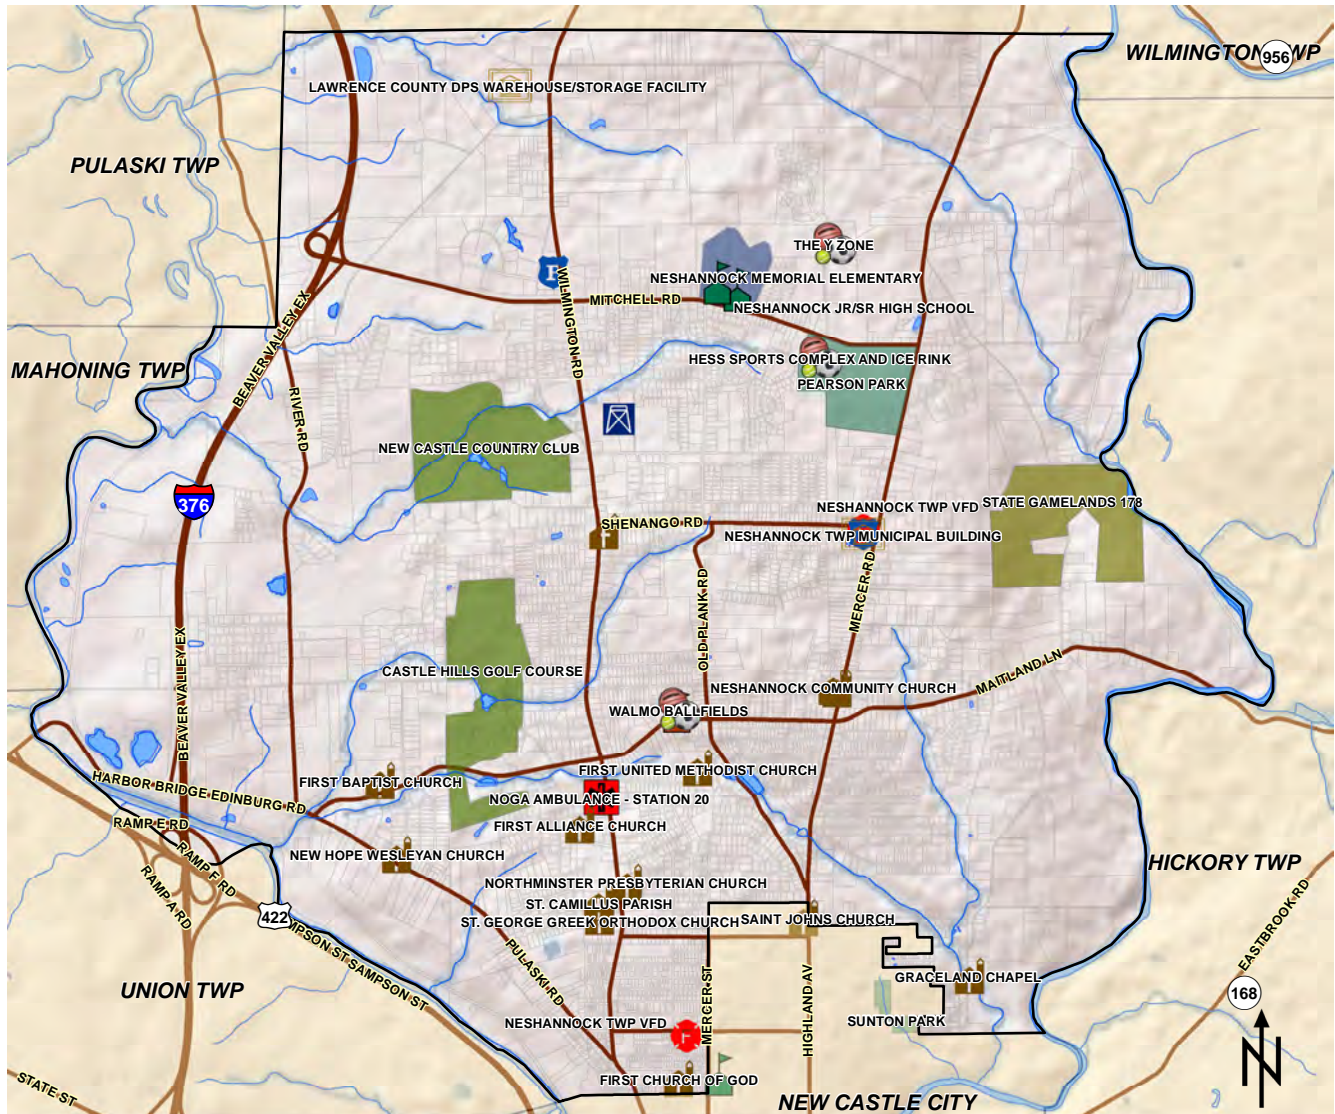 WILMINGTON TWP
956
LAWRENCE COUNTY DPS WAREHOUSE/STORAGE FACILITY
PULASKI TWP
THE Y ZONE
P
NESHANNOCK MEMORIAL ELEMENTARY
MITCHELL RD
NESHANNOCK JR/SR HIGH SCHOOL
WILMINGTON RD
BEAVER VALLEY EX
HESS SPORTS COMPLEX AND ICE RINK
MAHONING TWP
PEARSON PARK
RIVER RD
NEW CASTLE COUNTRY CLUB
376
NESHANNOCK TWP VFD
STATE GAMELANDS 178
SHENANGO RD
NESHANNOCK TWP MUNICIPAL BUILDING
MERCER RD
OLD PLANK RD
BEAVER VALLEY EX
CASTLE HILLS GOLF COURSE
MAITLAND LN
NESHANNOCK COMMUNITY CHURCH
WALMO BALLFIELDS
HARBOR BRIDGE EDINBURG RD
FIRST BAPTIST CHURCH
FIRST UNITED METHODIST CHURCH
NOGA AMBULANCE - STATION 20
RAMP E RD
FIRST ALLIANCE CHURCH
RAMP F RD
NEW HOPE WESLEYAN CHURCH
HICKORY TWP
RAMP A RD
NORTHMINSTER PRESBYTERIAN CHURCH
ST. CAMILLUS PARISH
422
ST. GEORGE GREEK ORTHODOX CHURCH
SAINT JOHNS CHURCH
EASTBROOK RD
MPSON ST SAMPSON ST
PULASKI RD
GRACELAND CHAPEL
UNION TWP
168
MERCER ST
HIGHLAND AV
SUNTON PARK
NESHANNOCK TWP VFD
F
N
STATE ST
FIRST CHURCH OF GOD
NEW CASTLE CITY